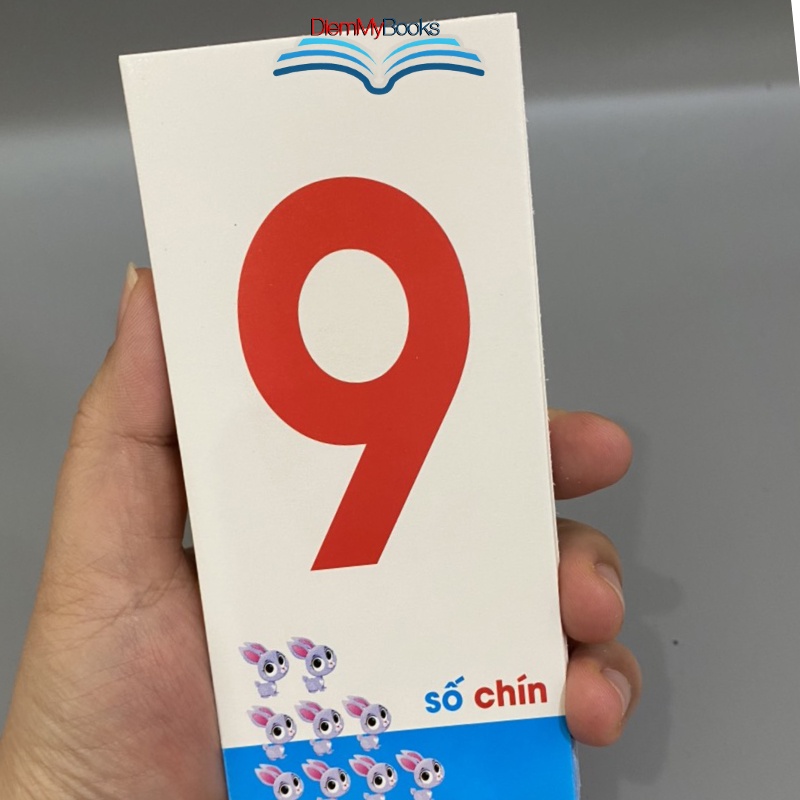 DiemMyBooks
9
số chín